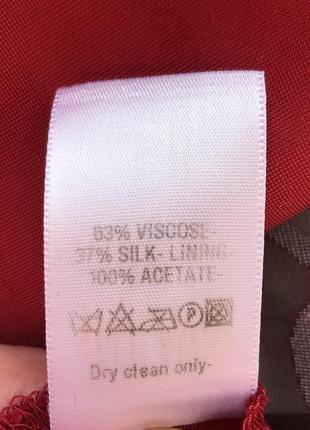 63% VISCOSE-
37% SILK- LINING-
100% ACETATE-
P
Dry clean only-